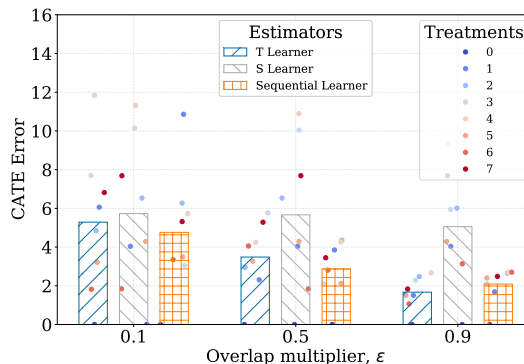 16
14
12
10
8
6
4
2
0
CATE Error
Estimators
T Learner
S Learner
Sequential Learner
Treatments
0
1
2
3
4
5
6
7
0.1
0.5
0.9
Overlap multiplier, ε